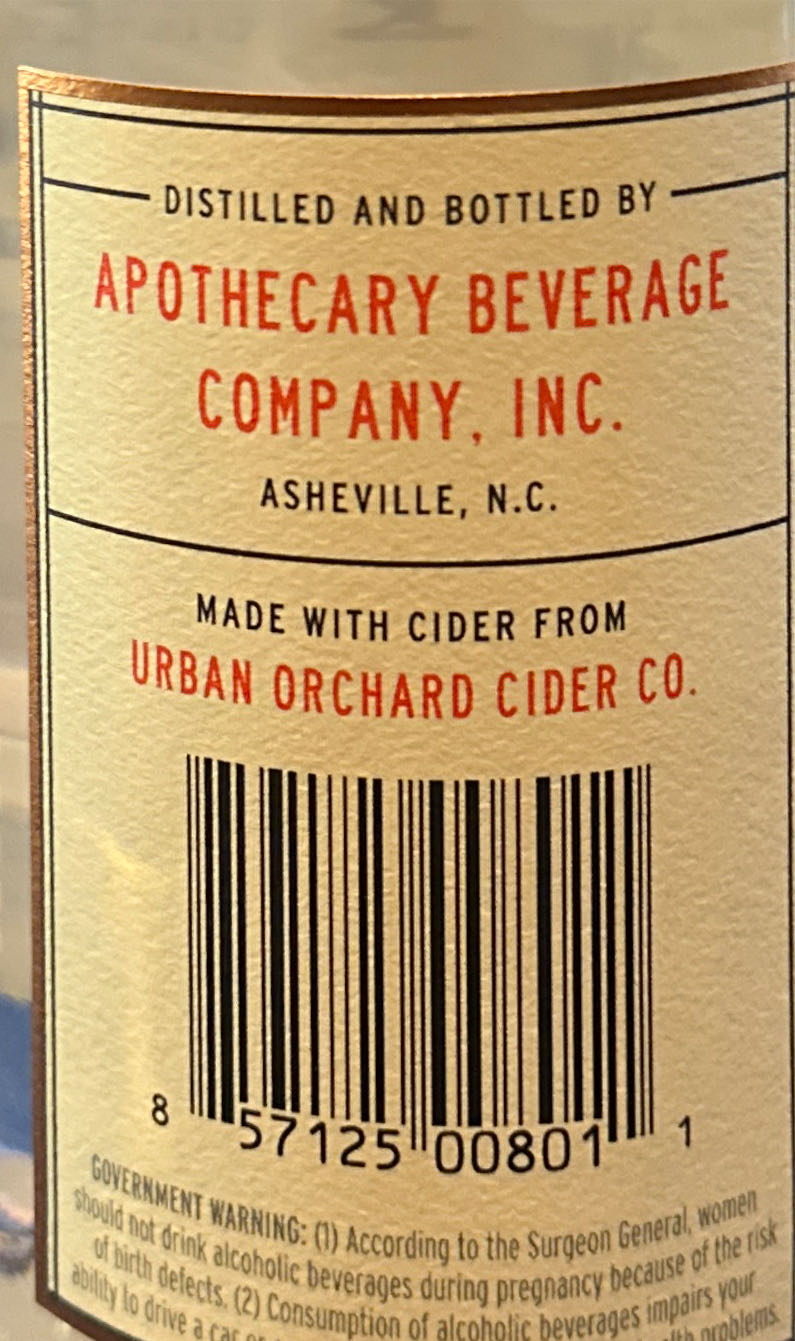 DISTILLED AND BOTTLED BY
APOTHECARY BEVERAGE
COMPANY, INC.
ASHEVILLE, N.C.
MADE WITH CIDER FROM
URBAN ORCHARD CIDER CO.
8 57125 00801 1
GOVERNMENT WARNING: (1) According to the Surgeon General, women
should not drink alcoholic beverages during pregnancy because of the risk
of birth defects. (2) Consumption of alcoholic beverages impairs your
ability to drive a car or problems.